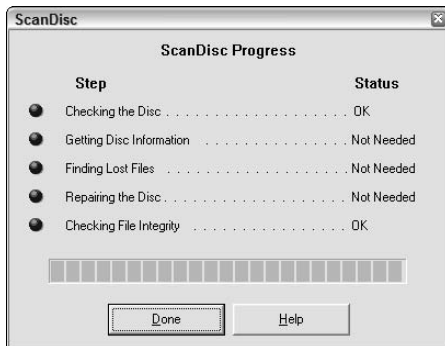 ScanDisc
ScanDisc Progress
Step Status
Checking the Disc . . . . . . . . . . . . . . . . . . . OK
Getting Disc Information . . . . . . . . . . . . . . Not Needed
Finding Lost Files . . . . . . . . . . . . . . . . . . Not Needed
Repairing the Disc . . . . . . . . . . . . . . . . . . Not Needed
Checking File Integrity . . . . . . . . . . . . . . . OK
Done Help